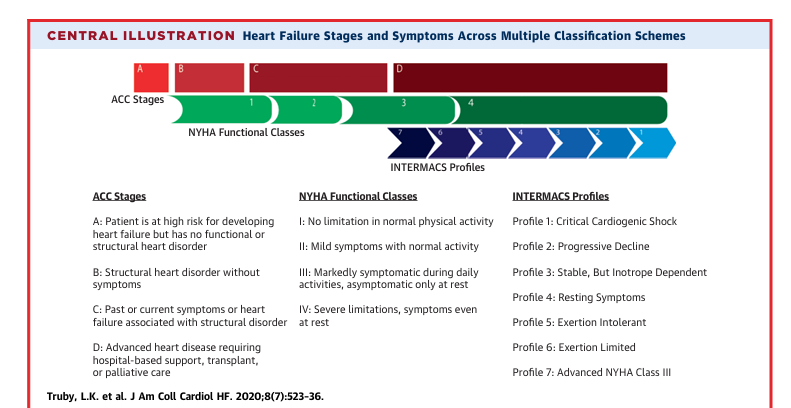 CENTRAL ILLUSTRATION Heart Failure Stages and Symptoms Across Multiple Classification Schemes
A B C D
ACC Stages
1 2 3 4
NYHA Functional Classes
7 6 5 4 3 2 1
INTERMACS Profiles
ACC Stages
A: Patient is at high risk for developing
heart failure but has no functional or
structural heart disorder
B: Structural heart disorder without
symptoms
C: Past or current symptoms or heart
failure associated with structural disorder
D: Advanced heart disease requiring
hospital-based support, transplant,
or palliative care
NYHA Functional Classes
I: No limitation in normal physical activity
II: Mild symptoms with normal activity
III: Markedly symptomatic during daily
activities, asymptomatic only at rest
IV: Severe limitations, symptoms even
at rest
INTERMACS Profiles
Profile 1: Critical Cardiogenic Shock
Profile 2: Progressive Decline
Profile 3: Stable, But Inotrope Dependent
Profile 4: Resting Symptoms
Profile 5: Exertion Intolerant
Profile 6: Exertion Limited
Profile 7: Advanced NYHA Class III
Truby, L.K. et al. J Am Coll Cardiol HF. 2020;8(7):523–36.